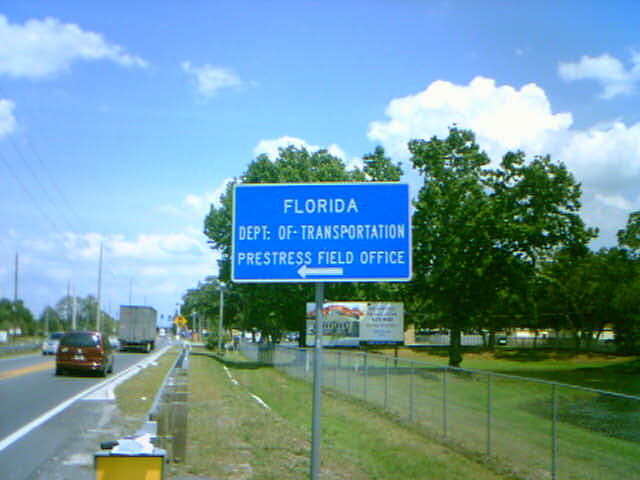 FLORIDA
DEPT: OF-TRANSPORTATION
PRESTRESS FIELD OFFICE